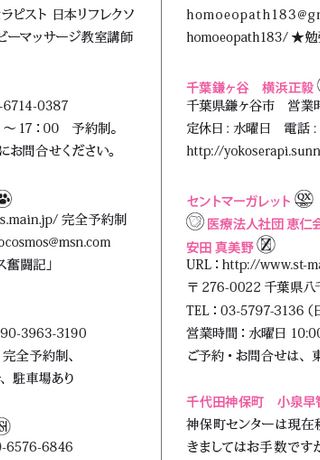 ラピスト 日本リフレクソ
ビーマッサージ教室講師
-6714-0387
～17：00　予約制。
にお問合せください。
s.main.jp/ 完全予約制
ocosmos@msn.com
ス奮闘記」
90-3963-3190
完全予約制、
、駐車場あり
-6576-6846
homoeopath183@gm
homoeopath183/ ★勉強
千葉鎌ヶ谷　横浜正毅
千葉県鎌ヶ谷市　営業時
定休日：水曜日　電話：
http://yokoserapi.sunn
セントマーガレット QX
医療法人社団 恵仁会
安田 真美野 Z
URL：http://www.st-ma
〒276-0022 千葉県八千
TEL：03-5797-3136（日
営業時間：水曜日 10:00
ご予約・お問合せは、東
千代田神保町　小泉早智
神保町センターは現在移
きましてはお手数ですが